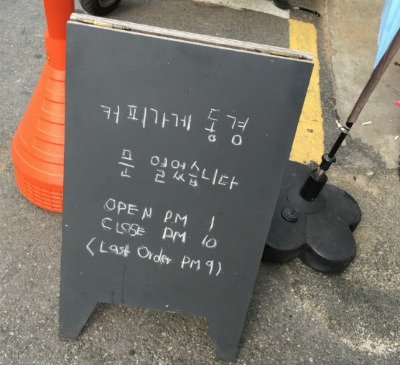 커피가게 동경
문 열었습니다
OPEN PM 1
CLOSE PM 10
(Last Order PM 9)